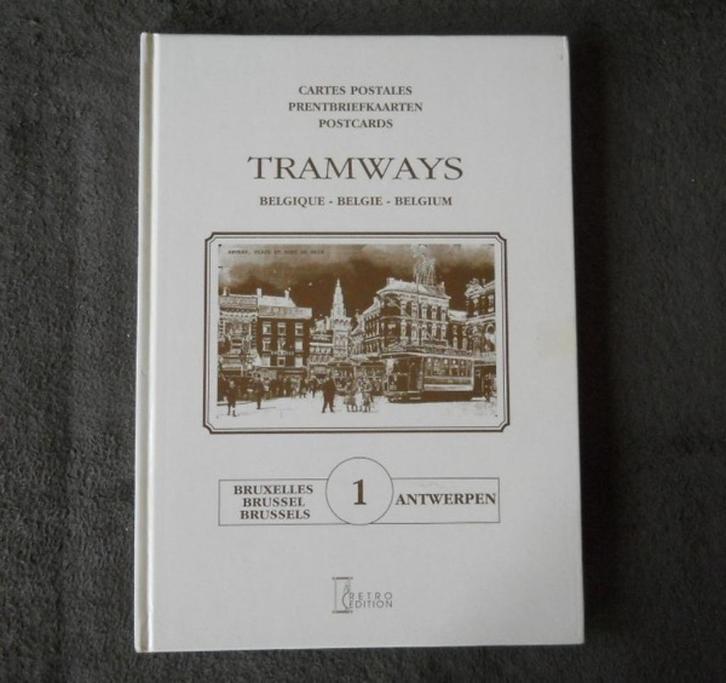 CARTES POSTALES
PRENTBRIEFKAARTEN
POSTCARDS
TRAMWAYS
BELGIQUE - BELGIE - BELGIUM
BRUXELLES
BRUSSEL
BRUSSELS
1
ANTWERPEN
RETRO
EDITION